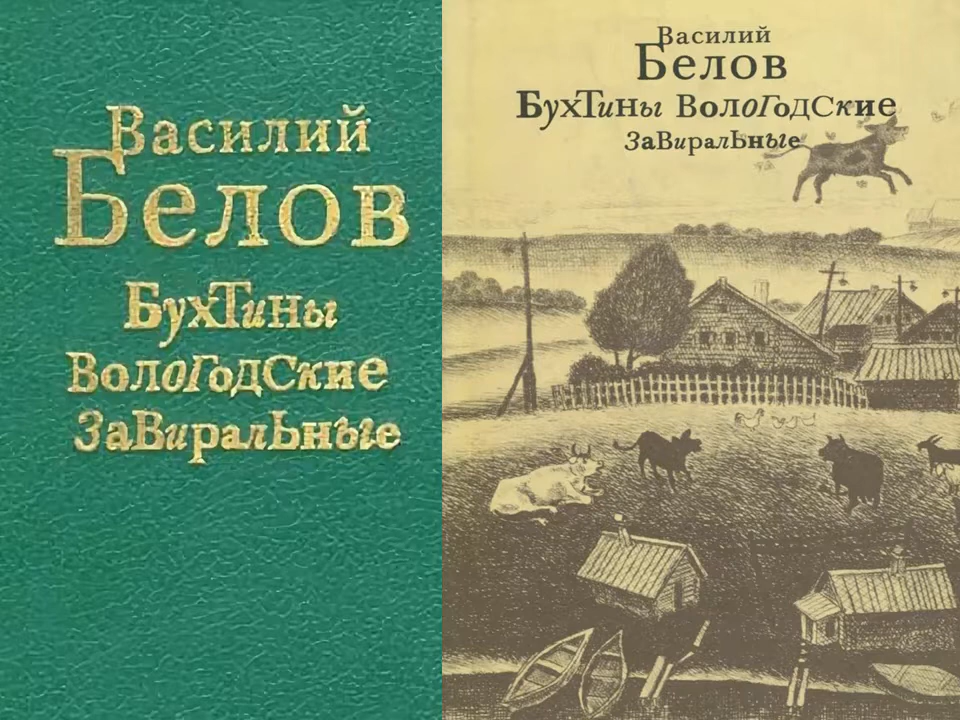 Василий
Белов
БухТины
ВолоГоДСкие
ЗаВиралЬные
Василий
Белов
БухТины ВолоГоДСкие
ЗаВиралЬные